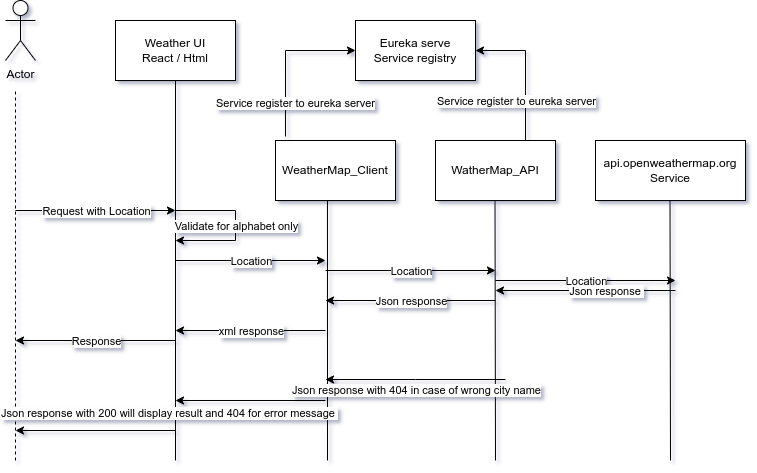 Actor
Weather UI
React / Html
Eureka serve
Service registry
Service register to eureka server
Service register to eureka server
WeatherMap_Client
WatherMap_API
api.openweathermap.org
Service
Request with Location
Validate for alphabet only
Location
Location
Location
Json response
Json response
xml response
Response
Json response with 404 in case of wrong city name
Json response with 200 will display result and 404 for error message